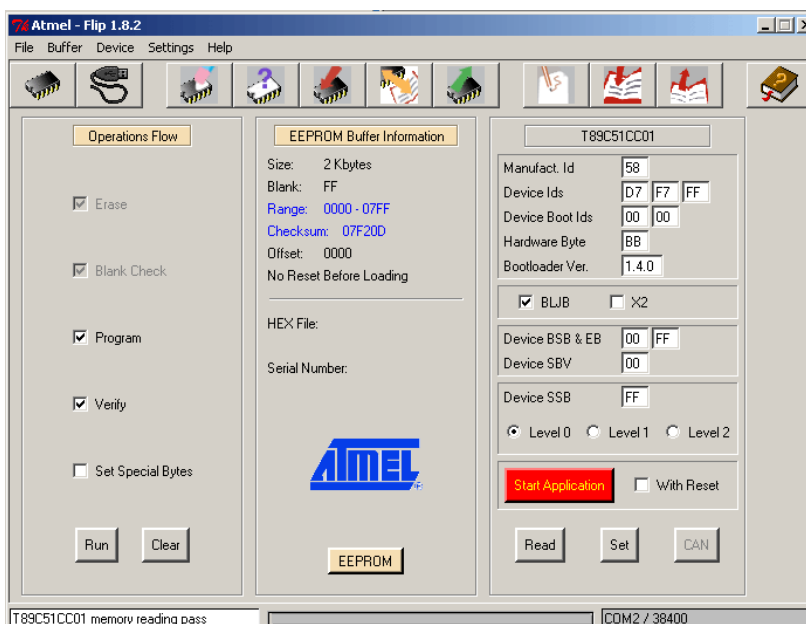 Atmel - Flip 1.8.2
File Buffer Device Settings Help
Operations Flow
Erase
Blank Check
Program
Verify
Set Special Bytes
Run Clear
EEPROM Buffer Information
Size: 2 Kbytes
Blank: FF
Range: 0000 - 07FF
Checksum: 07F20D
Offset: 0000
No Reset Before Loading
HEX File:
Serial Number:
ATMEL
EEPROM
T89C51CC01
Manufact. Id 58
Device Ids D7 F7 FF
Device Boot Ids 00 00
Hardware Byte BB
Bootloader Ver. 1.4.0
BLJB X2
Device BSB & EB 00 FF
Device SBV 00
Device SSB FF
Level 0 Level 1 Level 2
Start Application With Reset
Read Set CAN
T89C51CC01 memory reading pass COM2 / 38400